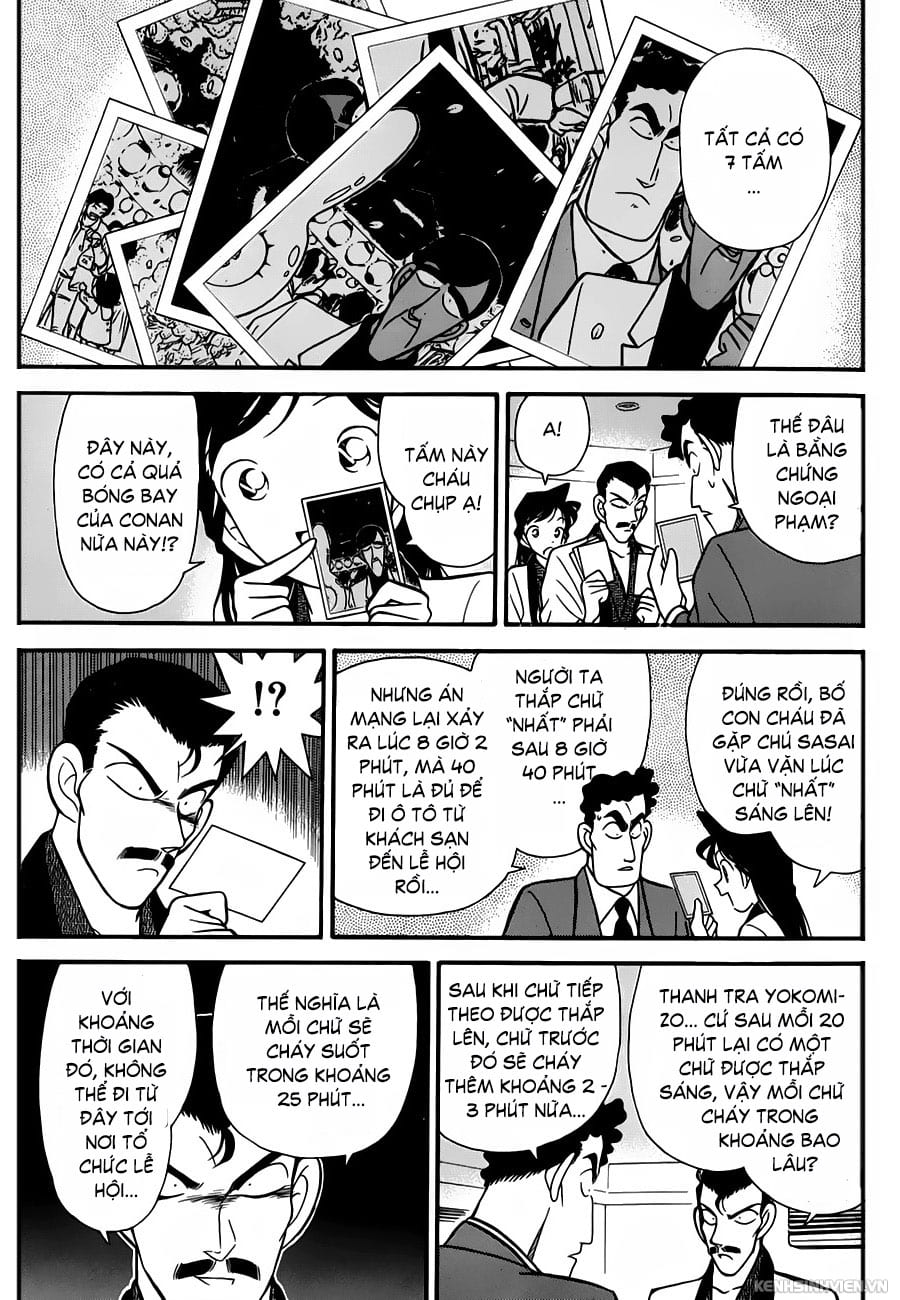 TẤT CẢ CÓ
7 TẤM
...
THẾ ĐÂU
LÀ BẰNG
CHỨNG
NGOẠI
PHẠM?
A!
TẤM NÀY
CHÁU
CHỤP Ạ!
ĐÂY NÀY,
CÓ CẢ QUẢ
BÓNG BAY
CỦA CONAN
NỮA NÀY!?
ĐÚNG RỒI, BỐ
CON CHÁU ĐÃ
GẶP CHÚ SASAI
VỪA VẶN LÚC
CHỮ "NHẤT"
SÁNG LÊN!
NGƯỜI TA
THẮP CHỮ
"NHẤT" PHẢI
SAU 8 GIỜ
40 PHÚT
...
NHƯNG ÁN
MẠNG LẠI XẢY
RA LÚC 8 GIỜ 2
PHÚT, MÀ 40
PHÚT LÀ ĐỦ ĐỂ
ĐI Ô TÔ TỪ
KHÁCH SẠN
ĐẾN LỄ HỘI
RỒI...
!?
THANH TRA YOKOMI-
ZO... CỨ SAU MỖI 20
PHÚT LẠI CÓ MỘT
CHỮ ĐƯỢC THẮP
SÁNG, VẬY MỖI CHỮ
CHÁY TRONG
KHOẢNG BAO
LÂU?
SAU KHI CHỮ TIẾP
THEO ĐƯỢC THẮP
LÊN, CHỮ TRƯỚC
ĐÓ SẼ CHÁY
THÊM KHOẢNG 2 -
3 PHÚT NỮA...
THẾ NGHĨA LÀ
MỖI CHỮ SẼ
CHÁY SUỐT
TRONG KHOẢNG
25 PHÚT...
VỚI
KHOẢNG
THỜI GIAN
ĐÓ, KHÔNG
THỂ ĐI TỪ
ĐÂY TỚI
NƠI TỔ
CHỨC LỄ
HỘI...
KENHSINHVIEN.VN